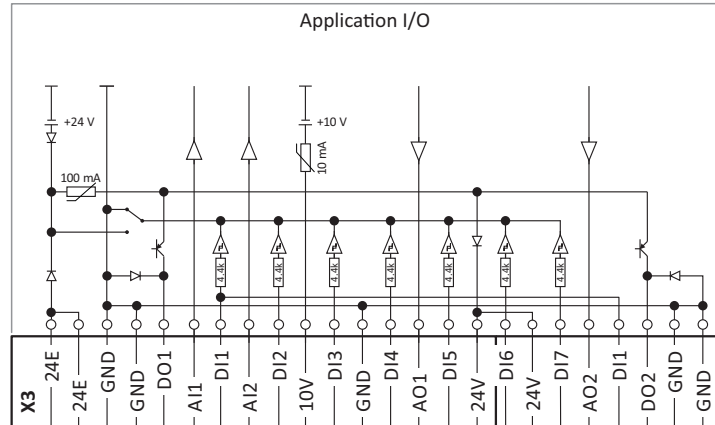 Application I/O
+24 V
+10 V
10 mA
100 mA
4.4k
4.4k
4.4k
4.4k
4.4k
4.4k
4.4k
X3
24E
24E
GND
GND
DO1
AI1
DI1
AI2
DI2
10V
DI3
GND
DI4
AO1
DI5
24V
DI6
24V
DI7
AO2
DI1
DO2
GND
GND